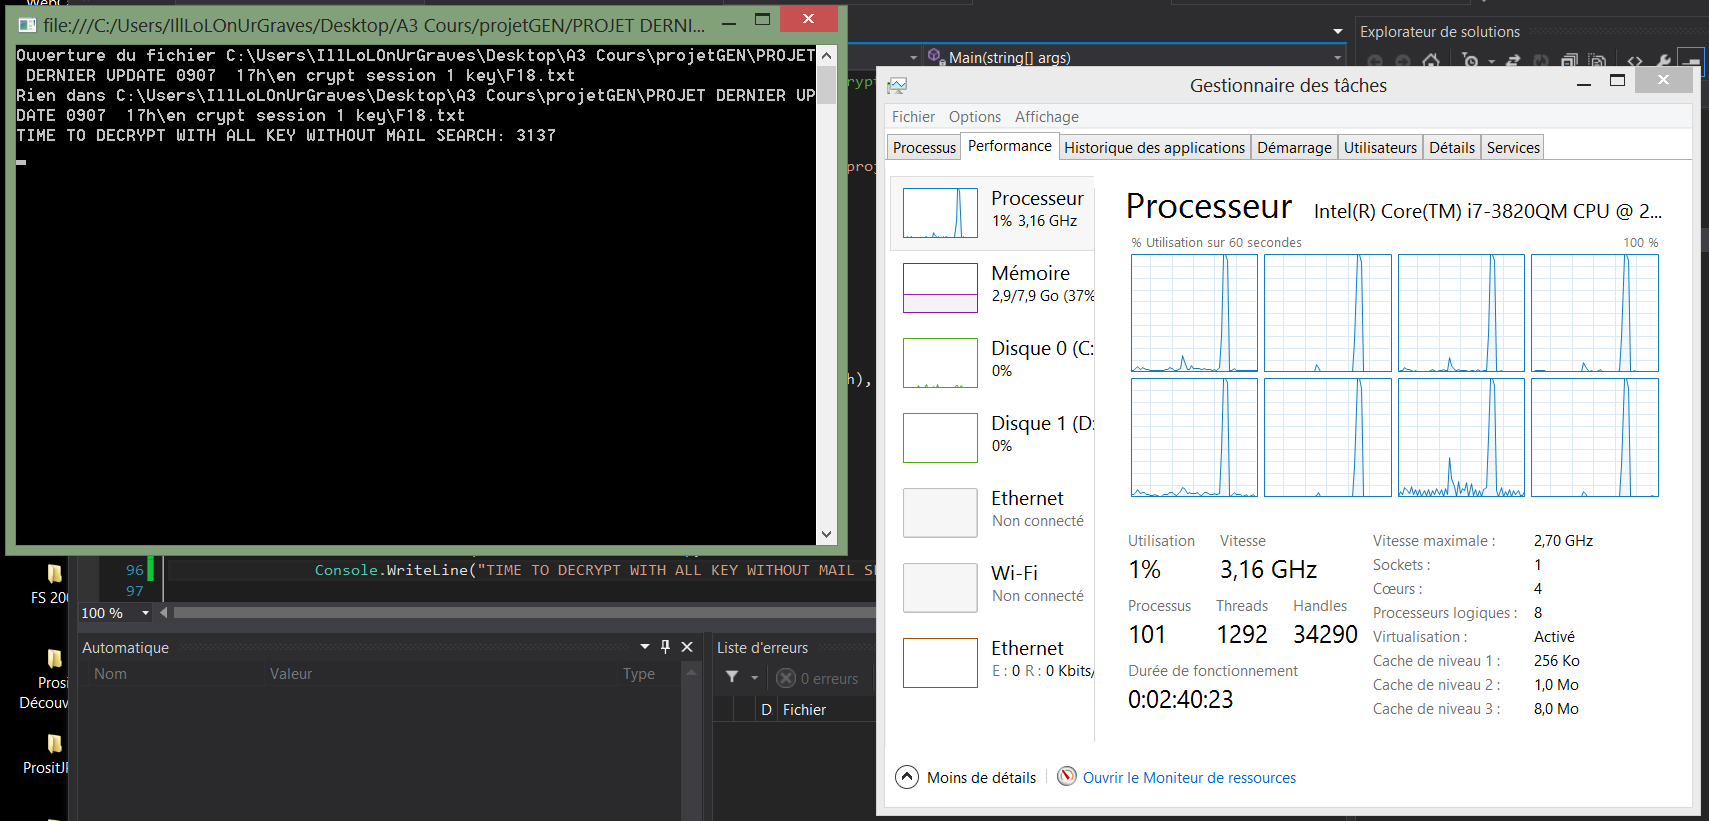 file:///C:/Users/IllLoLOnUrGraves/Desktop/A3 Cours/projetGEN/PROJET DERNI...
Ouverture du fichier C:\Users\IllLoLOnUrGraves\Desktop\A3 Cours\projetGEN\PROJET
DERNIER UPDATE 0907  17h\en crypt session 1 key\F18.txt
Rien dans C:\Users\IllLoLOnUrGraves\Desktop\A3 Cours\projetGEN\PROJET DERNIER UP
DATE 0907  17h\en crypt session 1 key\F18.txt
TIME TO DECRYPT WITH ALL KEY WITHOUT MAIL SEARCH: 3137
Main(string[] args)
Explorateur de solutions
96 Console.WriteLine("TIME TO DECRYPT WITH ALL KEY WITHOUT MAIL SE
97
100 %
FS 200
Prosi
Découv
Automatique
Nom Valeur Type
Liste d'erreurs
0 erreurs
D Fichier
Gestionnaire des tâches
Fichier Options Affichage
Processus Performance Historique des applications Démarrage Utilisateurs Détails Services
Processeur
1% 3,16 GHz
Mémoire
2,9/7,9 Go (37%
Disque 0 (C:
0%
Disque 1 (D:
0%
Ethernet
Non connecté
Wi-Fi
Non connecté
Ethernet
E : 0 R : 0 Kbits/
Processeur Intel(R) Core(TM) i7-3820QM CPU @ 2...
% Utilisation sur 60 secondes 100 %
Utilisation Vitesse
1% 3,16 GHz
Processus Threads Handles
101 1292 34290
Durée de fonctionnement
0:02:40:23
Vitesse maximale : 2,70 GHz
Sockets : 1
Cœurs : 4
Processeurs logiques : 8
Virtualisation : Activé
Cache de niveau 1 : 256 Ko
Cache de niveau 2 : 1,0 Mo
Cache de niveau 3 : 8,0 Mo
Moins de détails Ouvrir le Moniteur de ressources